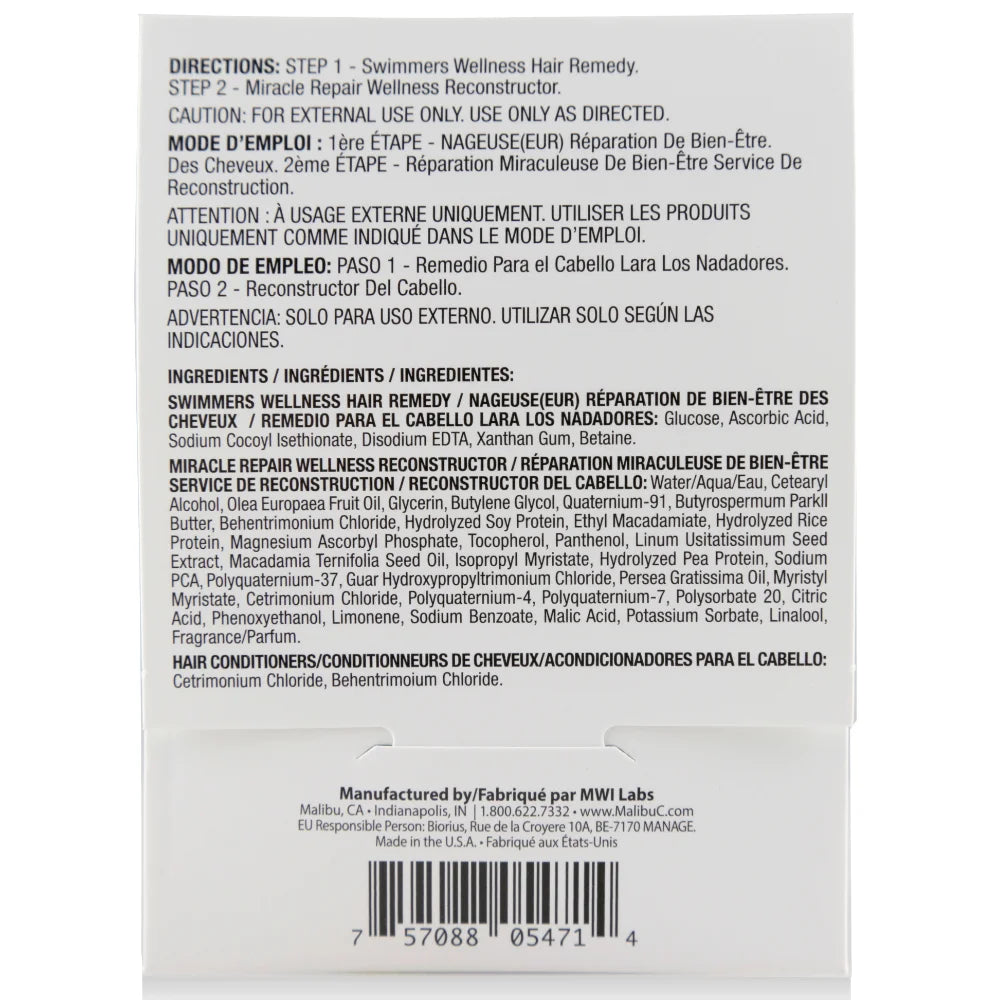 DIRECTIONS: STEP 1 - Swimmers Wellness Hair Remedy.
STEP 2 - Miracle Repair Wellness Reconstructor.
CAUTION: FOR EXTERNAL USE ONLY. USE ONLY AS DIRECTED.
MODE D'EMPLOI : 1ère ÉTAPE - NAGEUSE(EUR) Réparation De Bien-Être.
Des Cheveux. 2ème ÉTAPE - Réparation Miraculeuse De Bien-Être Service De
Reconstruction.
ATTENTION : À USAGE EXTERNE UNIQUEMENT. UTILISER LES PRODUITS
UNIQUEMENT COMME INDIQUÉ DANS LE MODE D'EMPLOI.
MODO DE EMPLEO: PASO 1 - Remedio Para el Cabello Lara Los Nadadores.
PASO 2 - Reconstructor Del Cabello.
ADVERTENCIA: SOLO PARA USO EXTERNO. UTILIZAR SOLO SEGÚN LAS
INDICACIONES.
INGREDIENTS / INGRÉDIENTS / INGREDIENTES:
SWIMMERS WELLNESS HAIR REMEDY / NAGEUSE(EUR) RÉPARATION DE BIEN-ÊTRE DES
CHEVEUX / REMEDIO PARA EL CABELLO LARA LOS NADADORES: Glucose, Ascorbic Acid,
Sodium Cocoyl Isethionate, Disodium EDTA, Xanthan Gum, Betaine.
MIRACLE REPAIR WELLNESS RECONSTRUCTOR / RÉPARATION MIRACULEUSE DE BIEN-ÊTRE
SERVICE DE RECONSTRUCTION / RECONSTRUCTOR DEL CABELLO: Water/Aqua/Eau, Cetearyl
Alcohol, Olea Europaea Fruit Oil, Glycerin, Butylene Glycol, Quaternium-91, Butyrospermum Parkll
Butter, Behentrimonium Chloride, Hydrolyzed Soy Protein, Ethyl Macadamiate, Hydrolyzed Rice
Protein, Magnesium Ascorbyl Phosphate, Tocopherol, Panthenol, Linum Usitatissimum Seed
Extract, Macadamia Ternifolia Seed Oil, Isopropyl Myristate, Hydrolyzed Pea Protein, Sodium
PCA, Polyquaternium-37, Guar Hydroxypropyltrimonium Chloride, Persea Gratissima Oil, Myristyl
Myristate, Cetrimonium Chloride, Polyquaternium-4, Polyquaternium-7, Polysorbate 20, Citric
Acid, Phenoxyethanol, Limonene, Sodium Benzoate, Malic Acid, Potassium Sorbate, Linalool,
Fragrance/Parfum.
HAIR CONDITIONERS/CONDITIONNEURS DE CHEVEUX/ACONDICIONADORES PARA EL CABELLO:
Cetrimonium Chloride, Behentrimoium Chloride.
Manufactured by/Fabriqué par MWI Labs
Malibu, CA • Indianapolis, IN | 1.800.622.7332 • www.MalibuC.com
EU Responsible Person: Biorius, Rue de la Croyere 10A, BE-7170 MANAGE.
Made in the U.S.A. • Fabriqué aux États-Unis
7 57088 05471 4